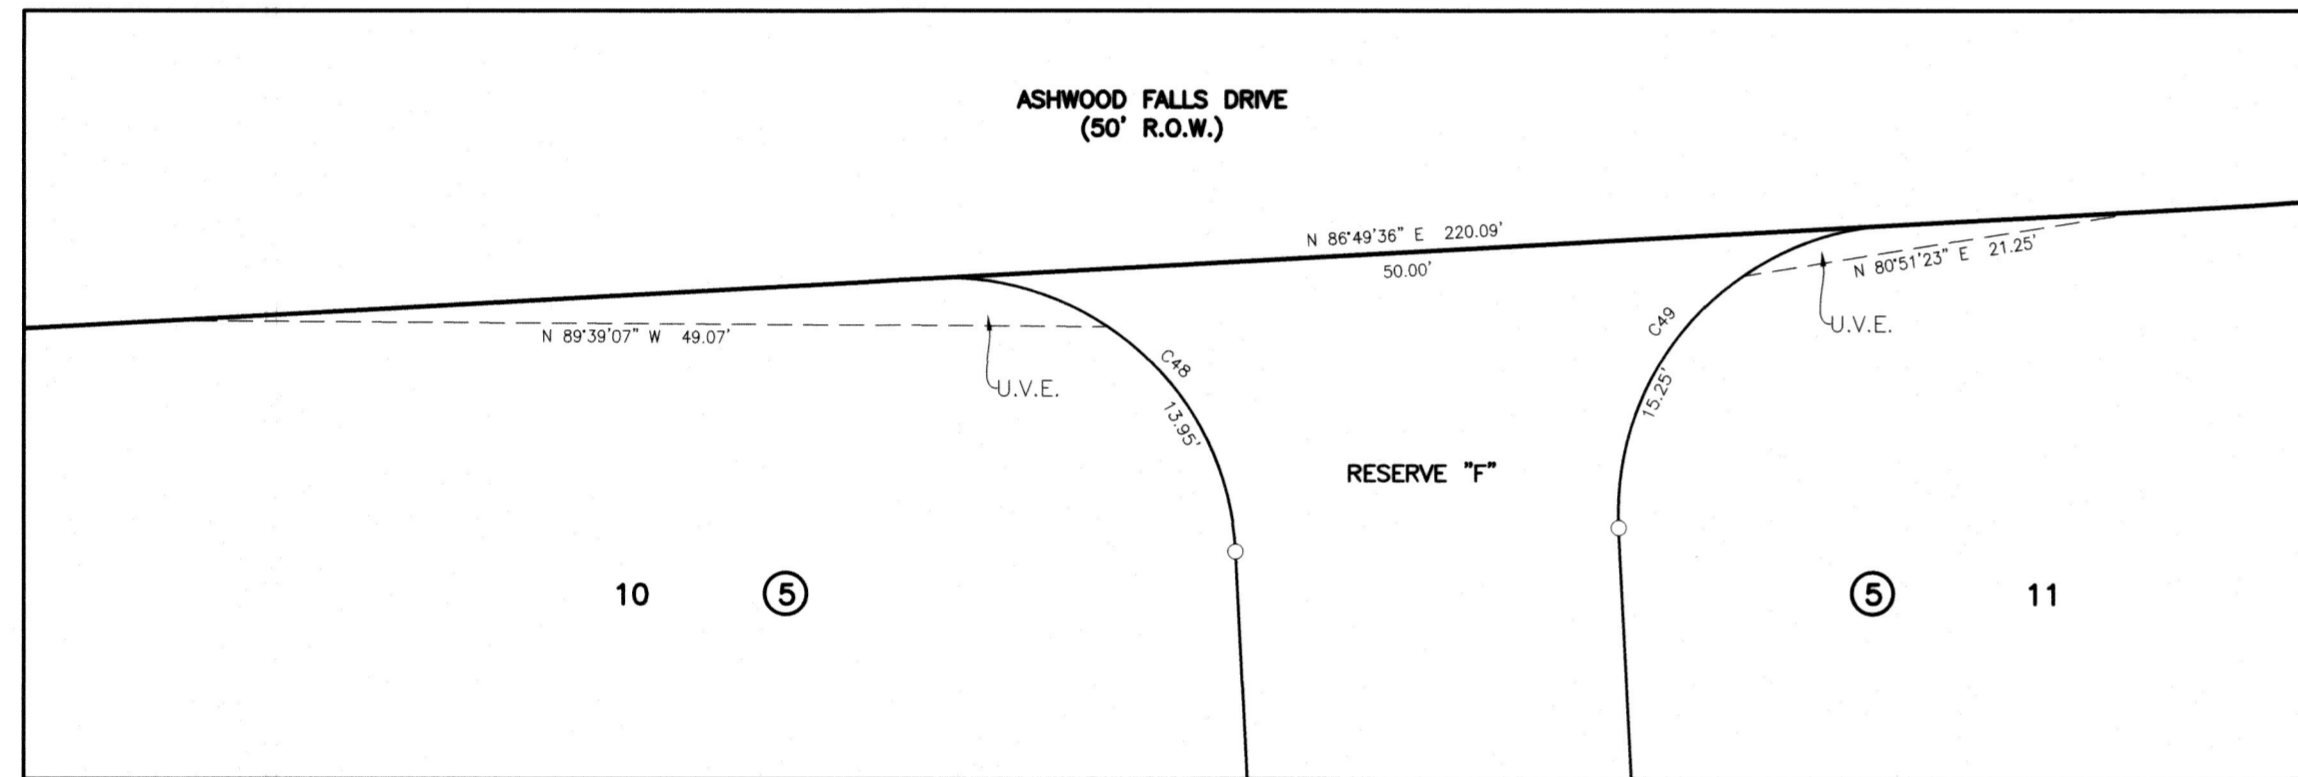 ASHWOOD FALLS DRIVE
(50' R.O.W.)
N 86°49'36" E 220.09'
50.00'
N 80°51'23" E 21.25'
U.V.E.
N 89°39'07" W 49.07'
U.V.E.
C48
13.95'
C49
15.25'
RESERVE "F"
10 5
5 11